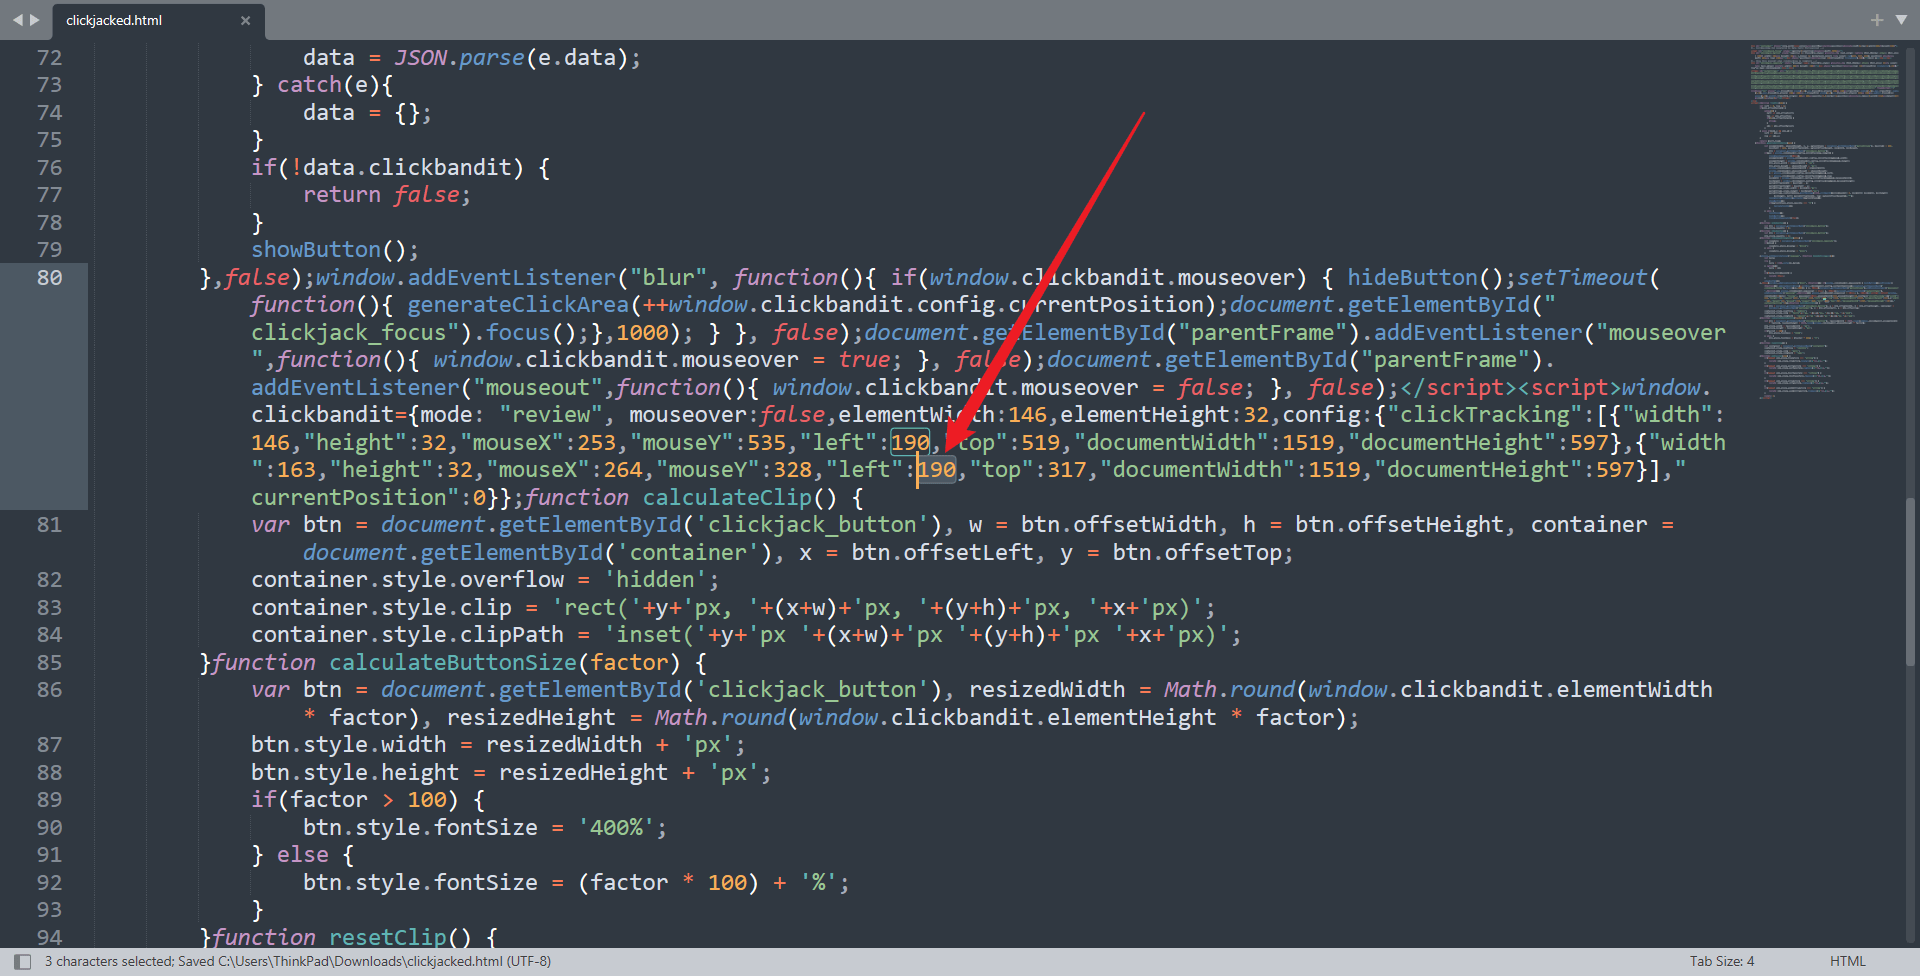 clickjacked.html
72 data = JSON.parse(e.data);
73 } catch(e){
74 data = {};
75 }
76 if(!data.clickbandit) {
77 return false;
78 }
79 showButton();
80 },false);window.addEventListener("blur", function(){ if(window.clickbandit.mouseover) { hideButton();setTimeout(
function(){ generateClickArea(++window.clickbandit.config.currentPosition);document.getElementById("
clickjack_focus").focus();},1000); } }, false);document.getElementById("parentFrame").addEventListener("mouseover
",function(){ window.clickbandit.mouseover = true; }, false);document.getElementById("parentFrame").
addEventListener("mouseout",function(){ window.clickbandit.mouseover = false; }, false);</script><script>window.
clickbandit={mode: "review", mouseover:false,elementWidth:146,elementHeight:32,config:{"clickTracking":[{"width":
146,"height":32,"mouseX":253,"mouseY":535,"left":190,"top":519,"documentWidth":1519,"documentHeight":597},{"width
":163,"height":32,"mouseX":264,"mouseY":328,"left":190,"top":317,"documentWidth":1519,"documentHeight":597}],"
currentPosition":0}};function calculateClip() {
81 var btn = document.getElementById('clickjack_button'), w = btn.offsetWidth, h = btn.offsetHeight, container =
document.getElementById('container'), x = btn.offsetLeft, y = btn.offsetTop;
82 container.style.overflow = 'hidden';
83 container.style.clip = 'rect('+y+'px, '+(x+w)+'px, '+(y+h)+'px, '+x+'px)';
84 container.style.clipPath = 'inset('+y+'px '+(x+w)+'px '+(y+h)+'px '+x+'px)';
85 }function calculateButtonSize(factor) {
86 var btn = document.getElementById('clickjack_button'), resizedWidth = Math.round(window.clickbandit.elementWidth
* factor), resizedHeight = Math.round(window.clickbandit.elementHeight * factor);
87 btn.style.width = resizedWidth + 'px';
88 btn.style.height = resizedHeight + 'px';
89 if(factor > 100) {
90 btn.style.fontSize = '400%';
91 } else {
92 btn.style.fontSize = (factor * 100) + '%';
93 }
94 }function resetClip() {
3 characters selected; Saved C:\Users\ThinkPad\Downloads\clickjacked.html (UTF-8)
Tab Size: 4
HTML